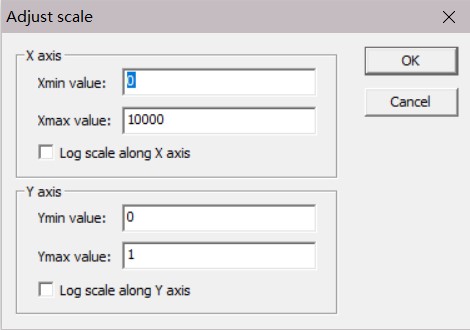 Adjust scale
X axis
Xmin value: 0
Xmax value: 10000
Log scale along X axis
Y axis
Ymin value: 0
Ymax value: 1
Log scale along Y axis
OK
Cancel